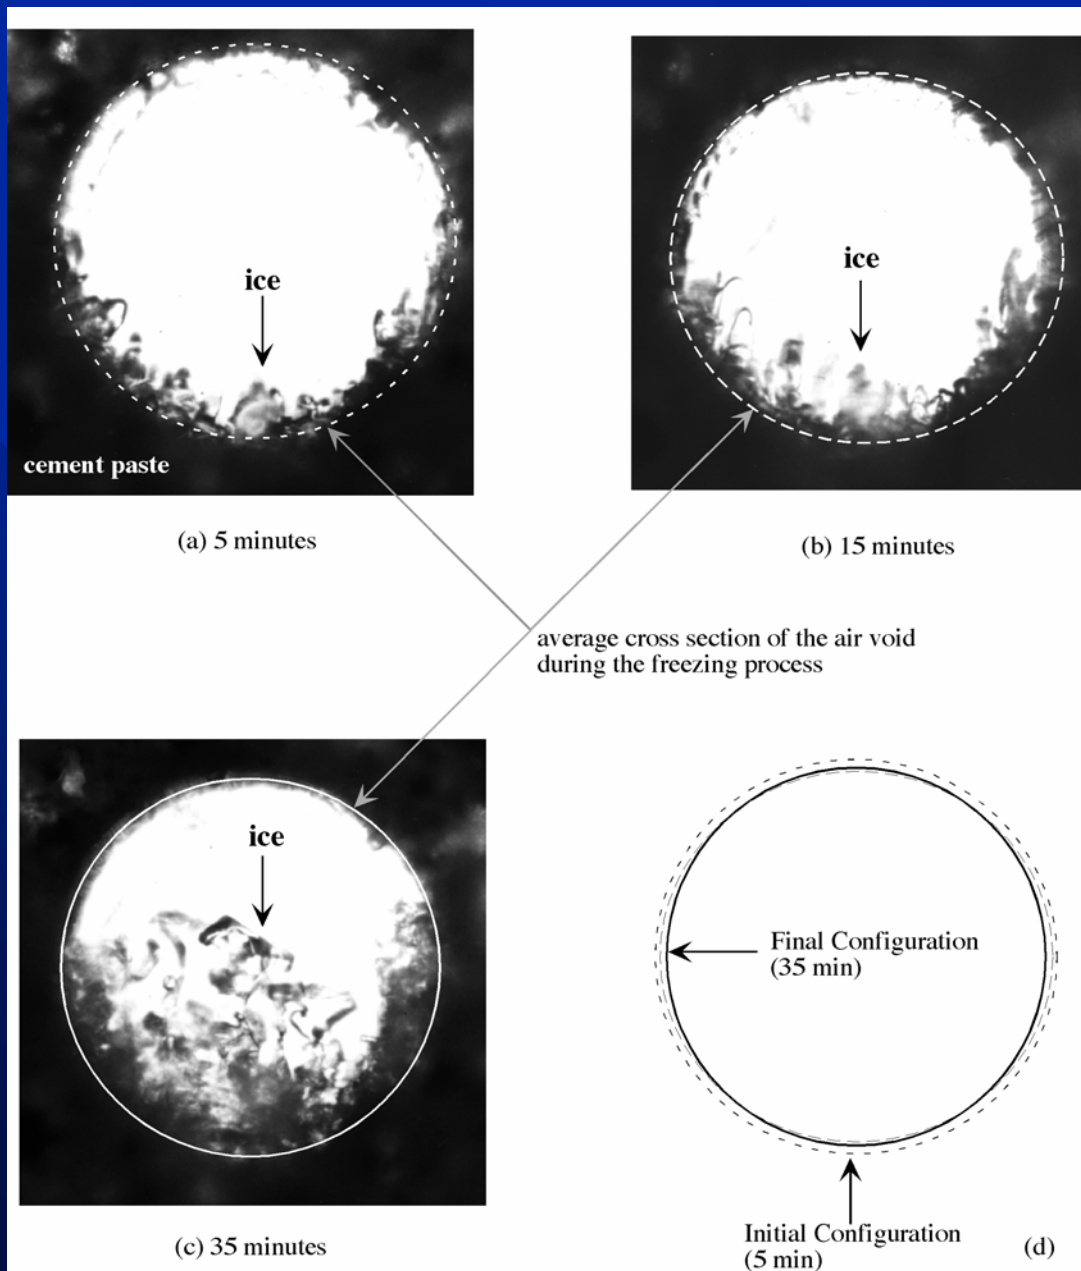 ice
cement paste
(a) 5 minutes
ice
(b) 15 minutes
average cross section of the air void
during the freezing process
ice
(c) 35 minutes
Final Configuration
(35 min)
Initial Configuration
(5 min)
(d)